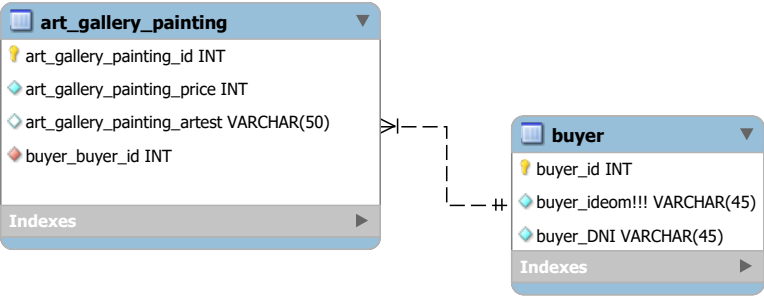 art_gallery_painting
art_gallery_painting_id INT
art_gallery_painting_price INT
art_gallery_painting_artest VARCHAR(50)
buyer_buyer_id INT
Indexes
buyer
buyer_id INT
buyer_ideom!!! VARCHAR(45)
buyer_DNI VARCHAR(45)
Indexes